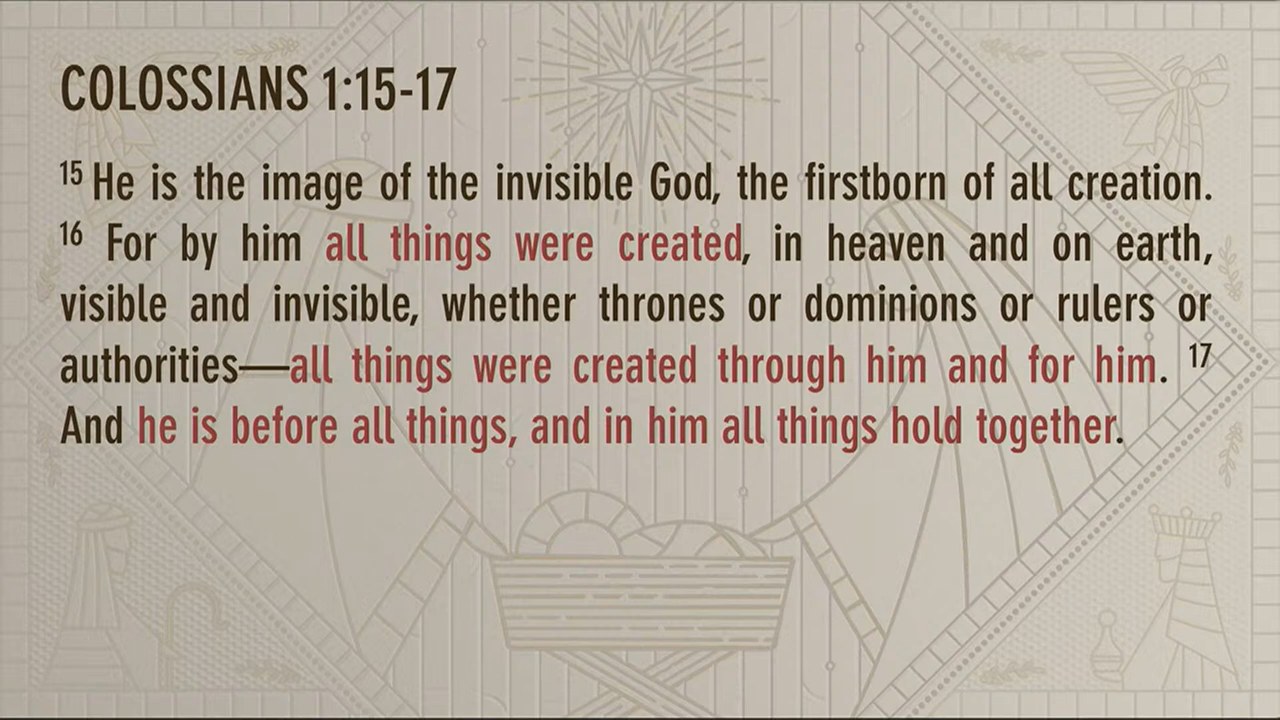 COLOSSIANS 1:15-17
15 He is the image of the invisible God, the firstborn of all creation.
16 For by him all things were created, in heaven and on earth,
visible and invisible, whether thrones or dominions or rulers or
authorities—all things were created through him and for him. 17
And he is before all things, and in him all things hold together.